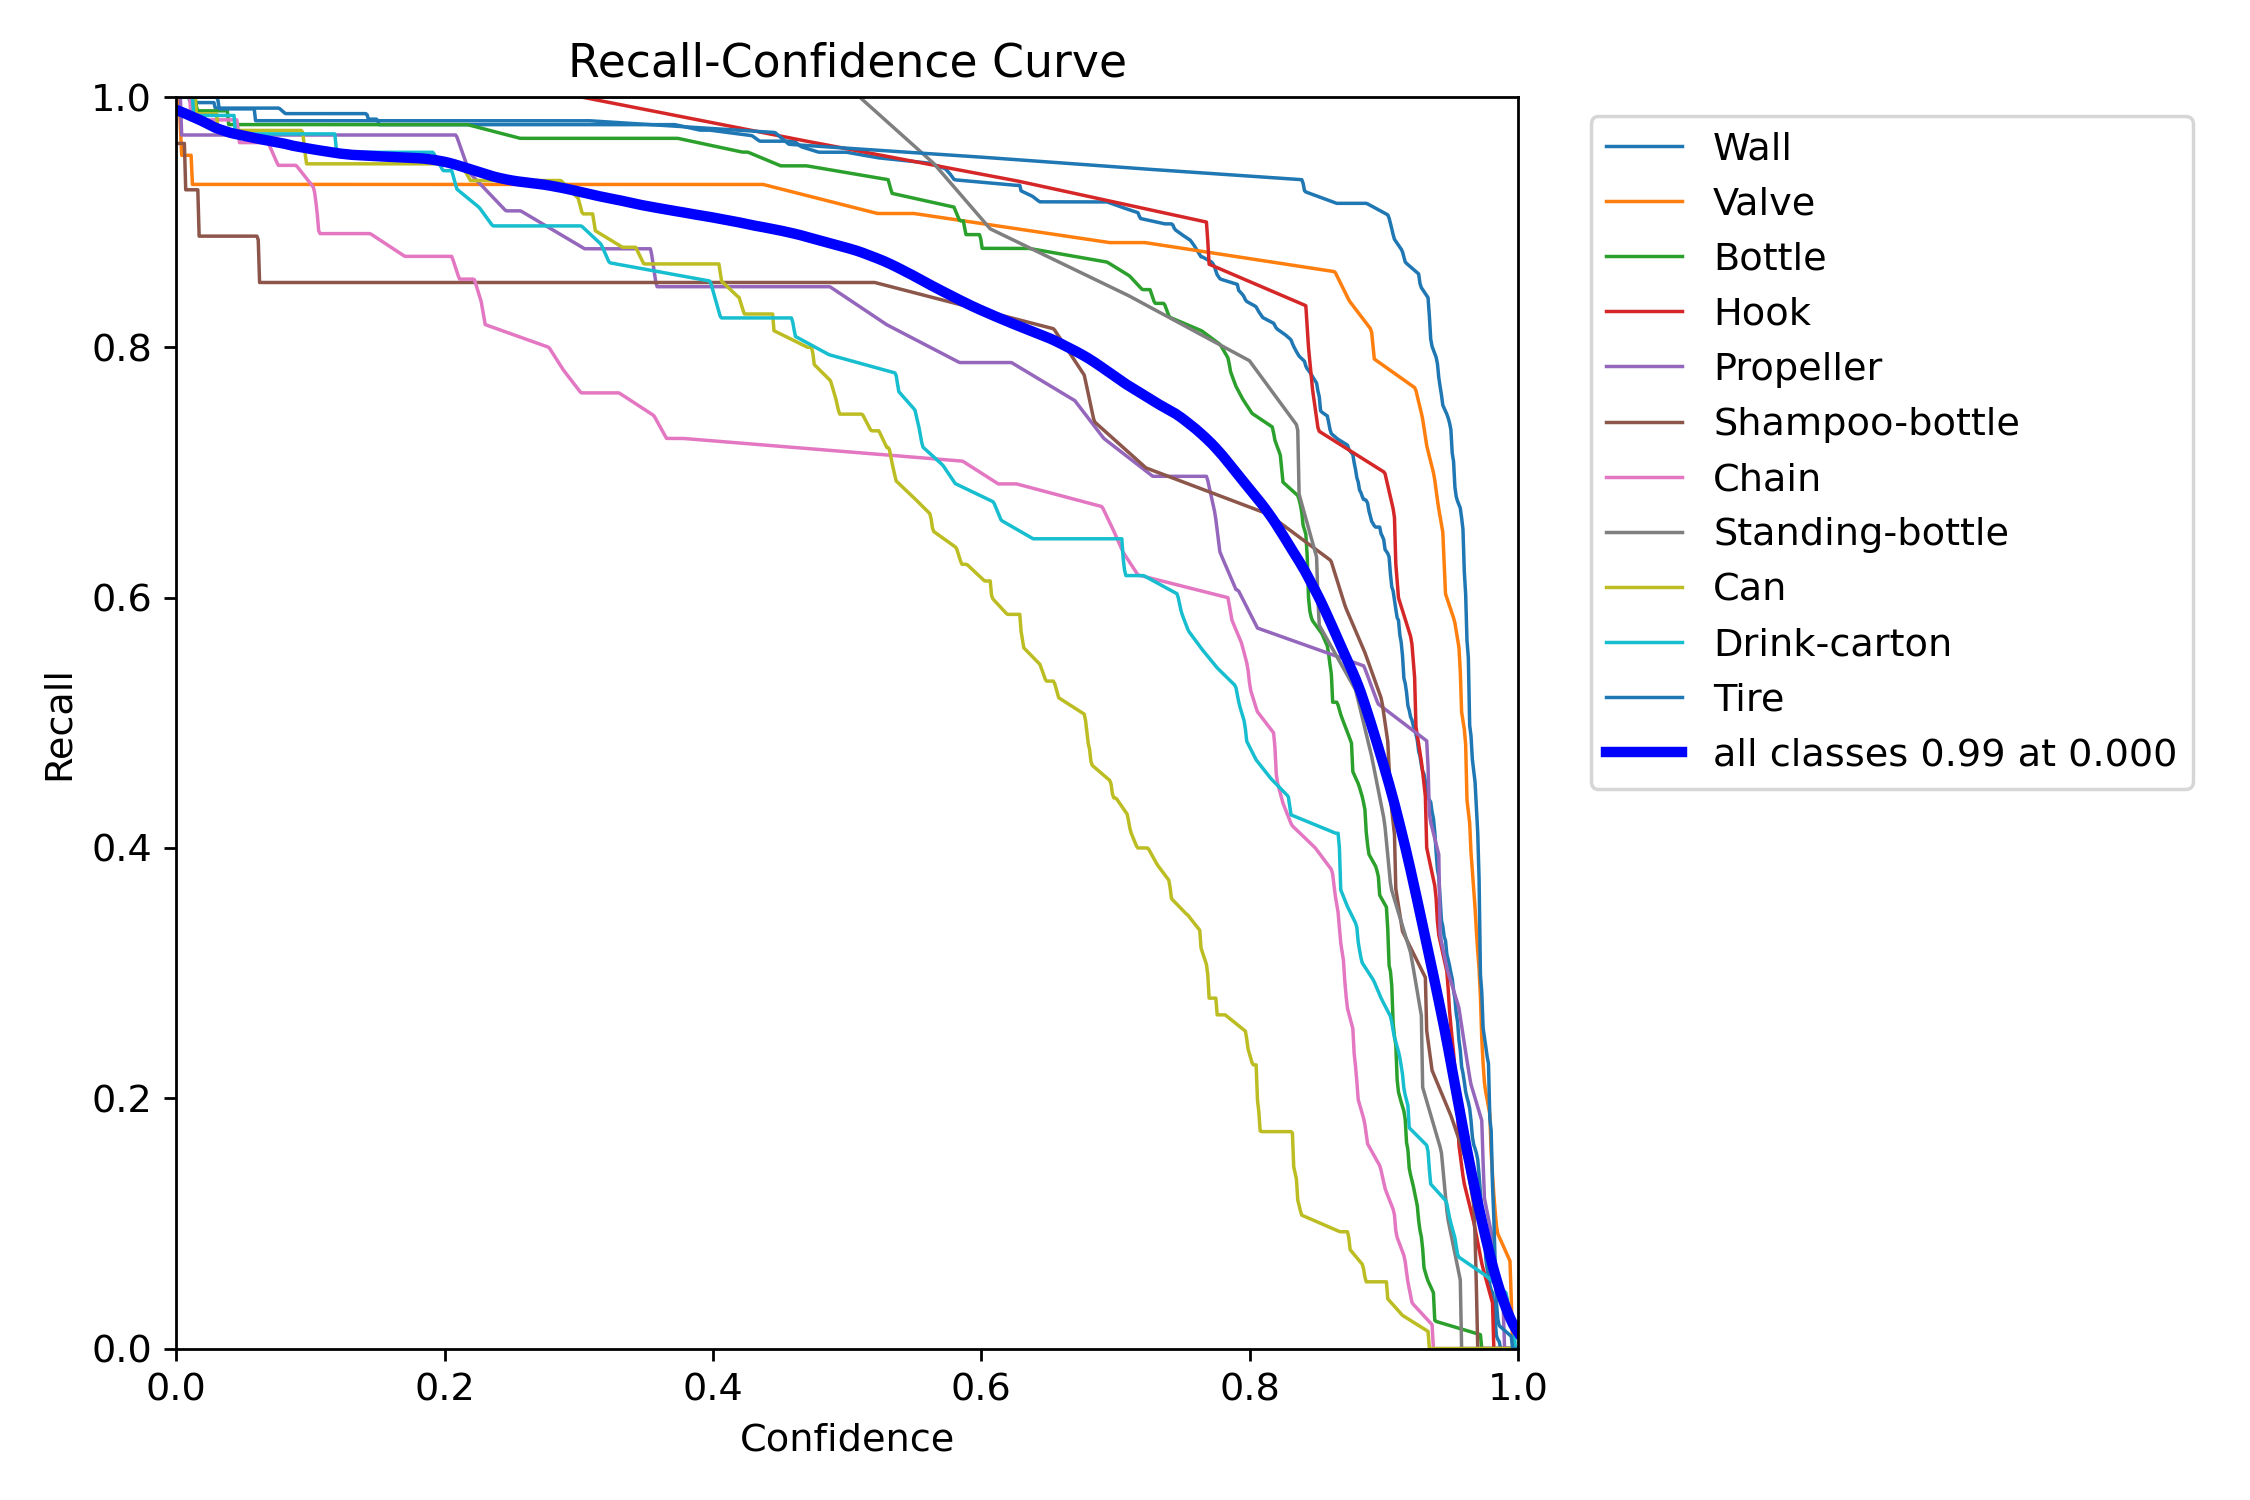 Recall-Confidence Curve
1.0
0.8
0.6
0.4
0.2
0.0
Recall
0.0 0.2 0.4 0.6 0.8 1.0
Confidence
Wall
Valve
Bottle
Hook
Propeller
Shampoo-bottle
Chain
Standing-bottle
Can
Drink-carton
Tire
all classes 0.99 at 0.000